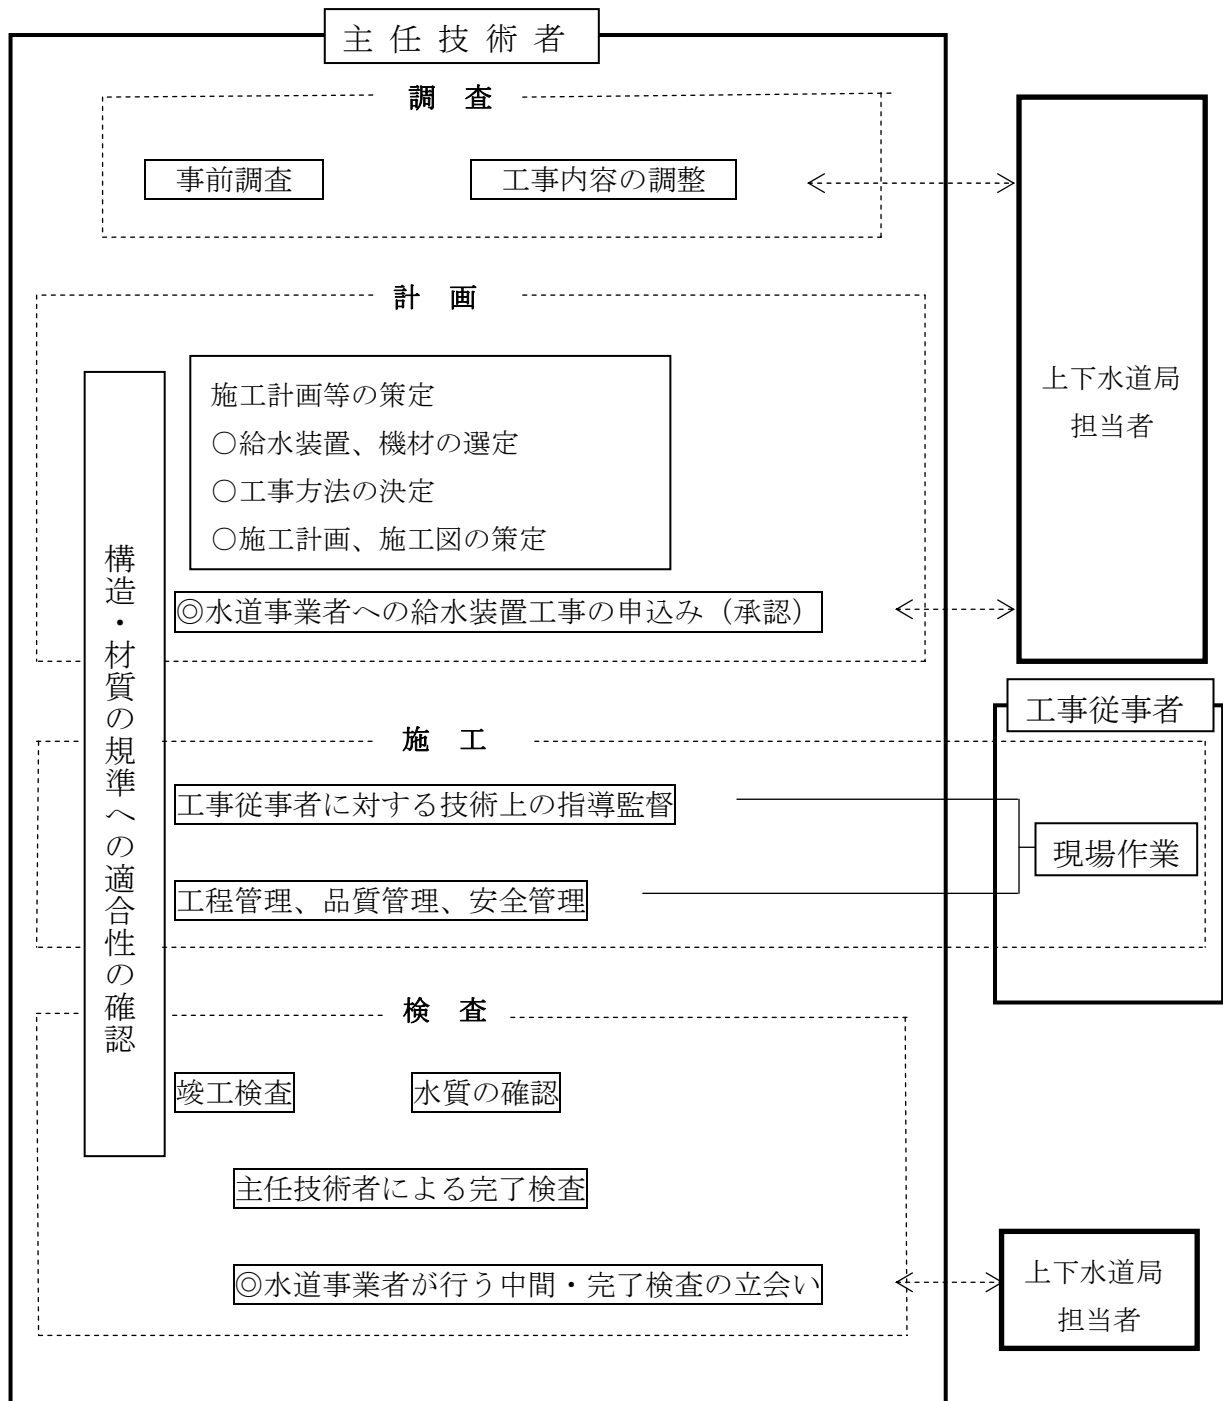 主任技術者
調 査
事前調査
工事内容の調整
上下水道局
担当者
計 画
施工計画等の策定
○給水装置、機材の選定
○工事方法の決定
○施工計画、施工図の策定
◎水道事業者への給水装置工事の申込み（承認）
構造・材質の規準への適合性の確認
工事従事者
施 工
工事従事者に対する技術上の指導監督
現場作業
工程管理、品質管理、安全管理
検 査
竣工検査
水質の確認
主任技術者による完了検査
◎水道事業者が行う中間・完了検査の立会い
上下水道局
担当者